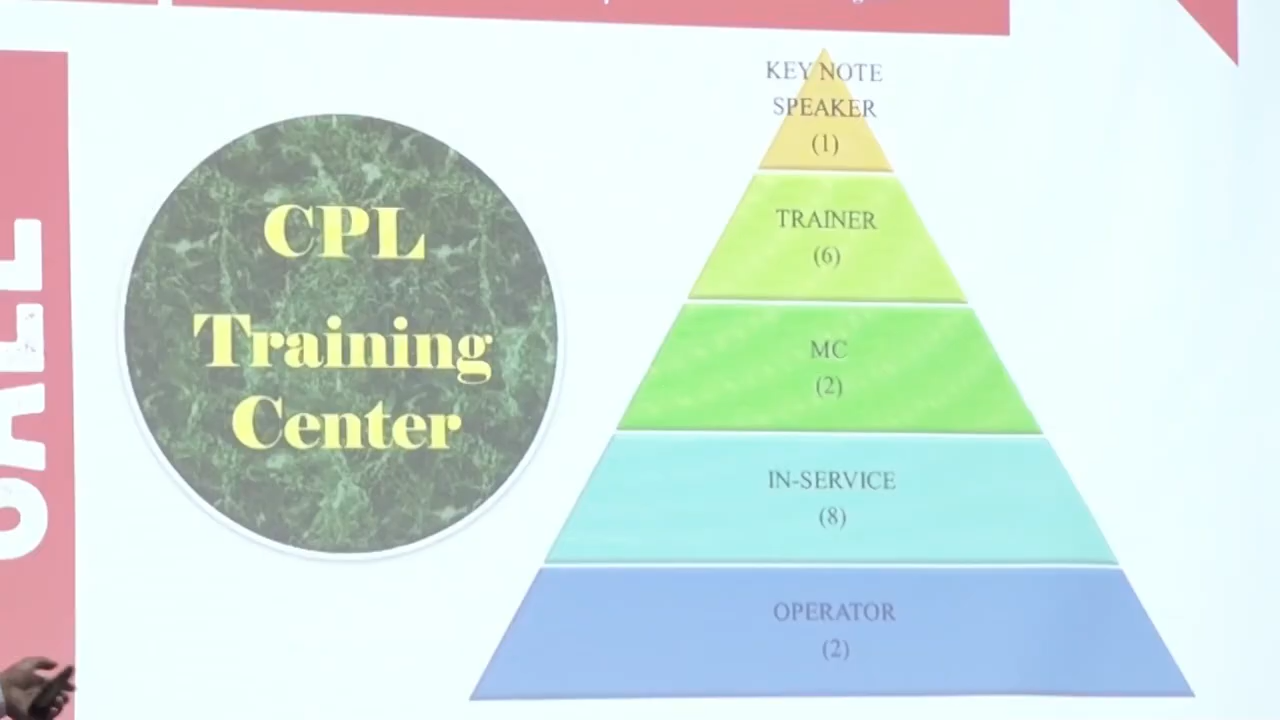 CPL
Training
Center
KEY NOTE
SPEAKER
(1)
TRAINER
(6)
MC
(2)
IN-SERVICE
(8)
OPERATOR
(2)